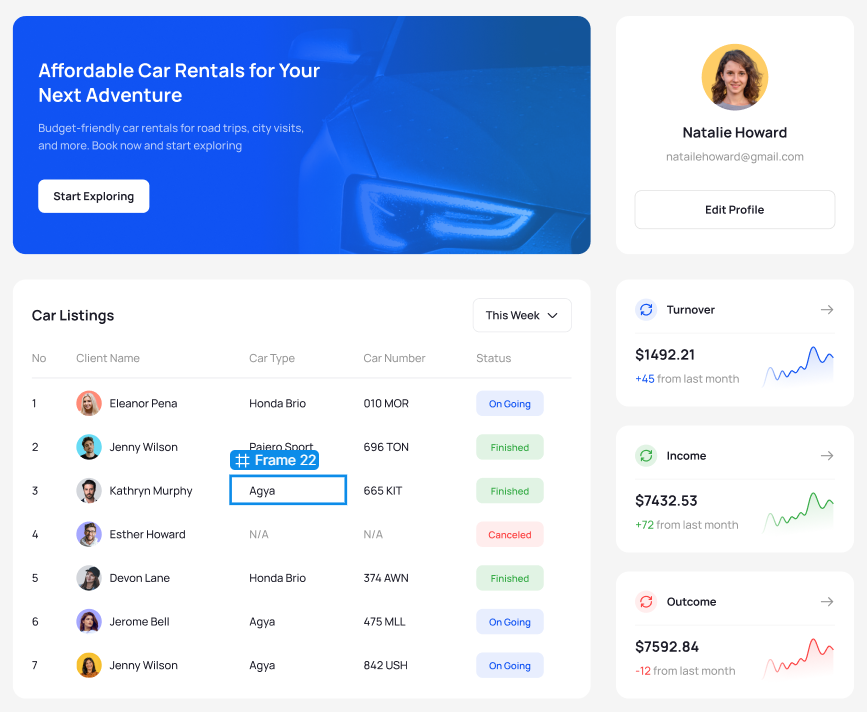 Affordable Car Rentals for Your
Next Adventure
Budget-friendly car rentals for road trips, city visits,
and more. Book now and start exploring
Start Exploring
Natalie Howard
natailehoward@gmail.com
Edit Profile
Car Listings
This Week
No Client Name Car Type Car Number Status
1 Eleanor Pena Honda Brio 010 MOR On Going
2 Jenny Wilson Pajero Sport 696 TON Finished
Frame 22
3 Kathryn Murphy Agya 665 KIT Finished
4 Esther Howard N/A N/A Canceled
5 Devon Lane Honda Brio 374 AWN Finished
6 Jerome Bell Agya 475 MLL On Going
7 Jenny Wilson Agya 842 USH On Going
Turnover
$1492.21
+45 from last month
Income
$7432.53
+72 from last month
Outcome
$7592.84
-12 from last month